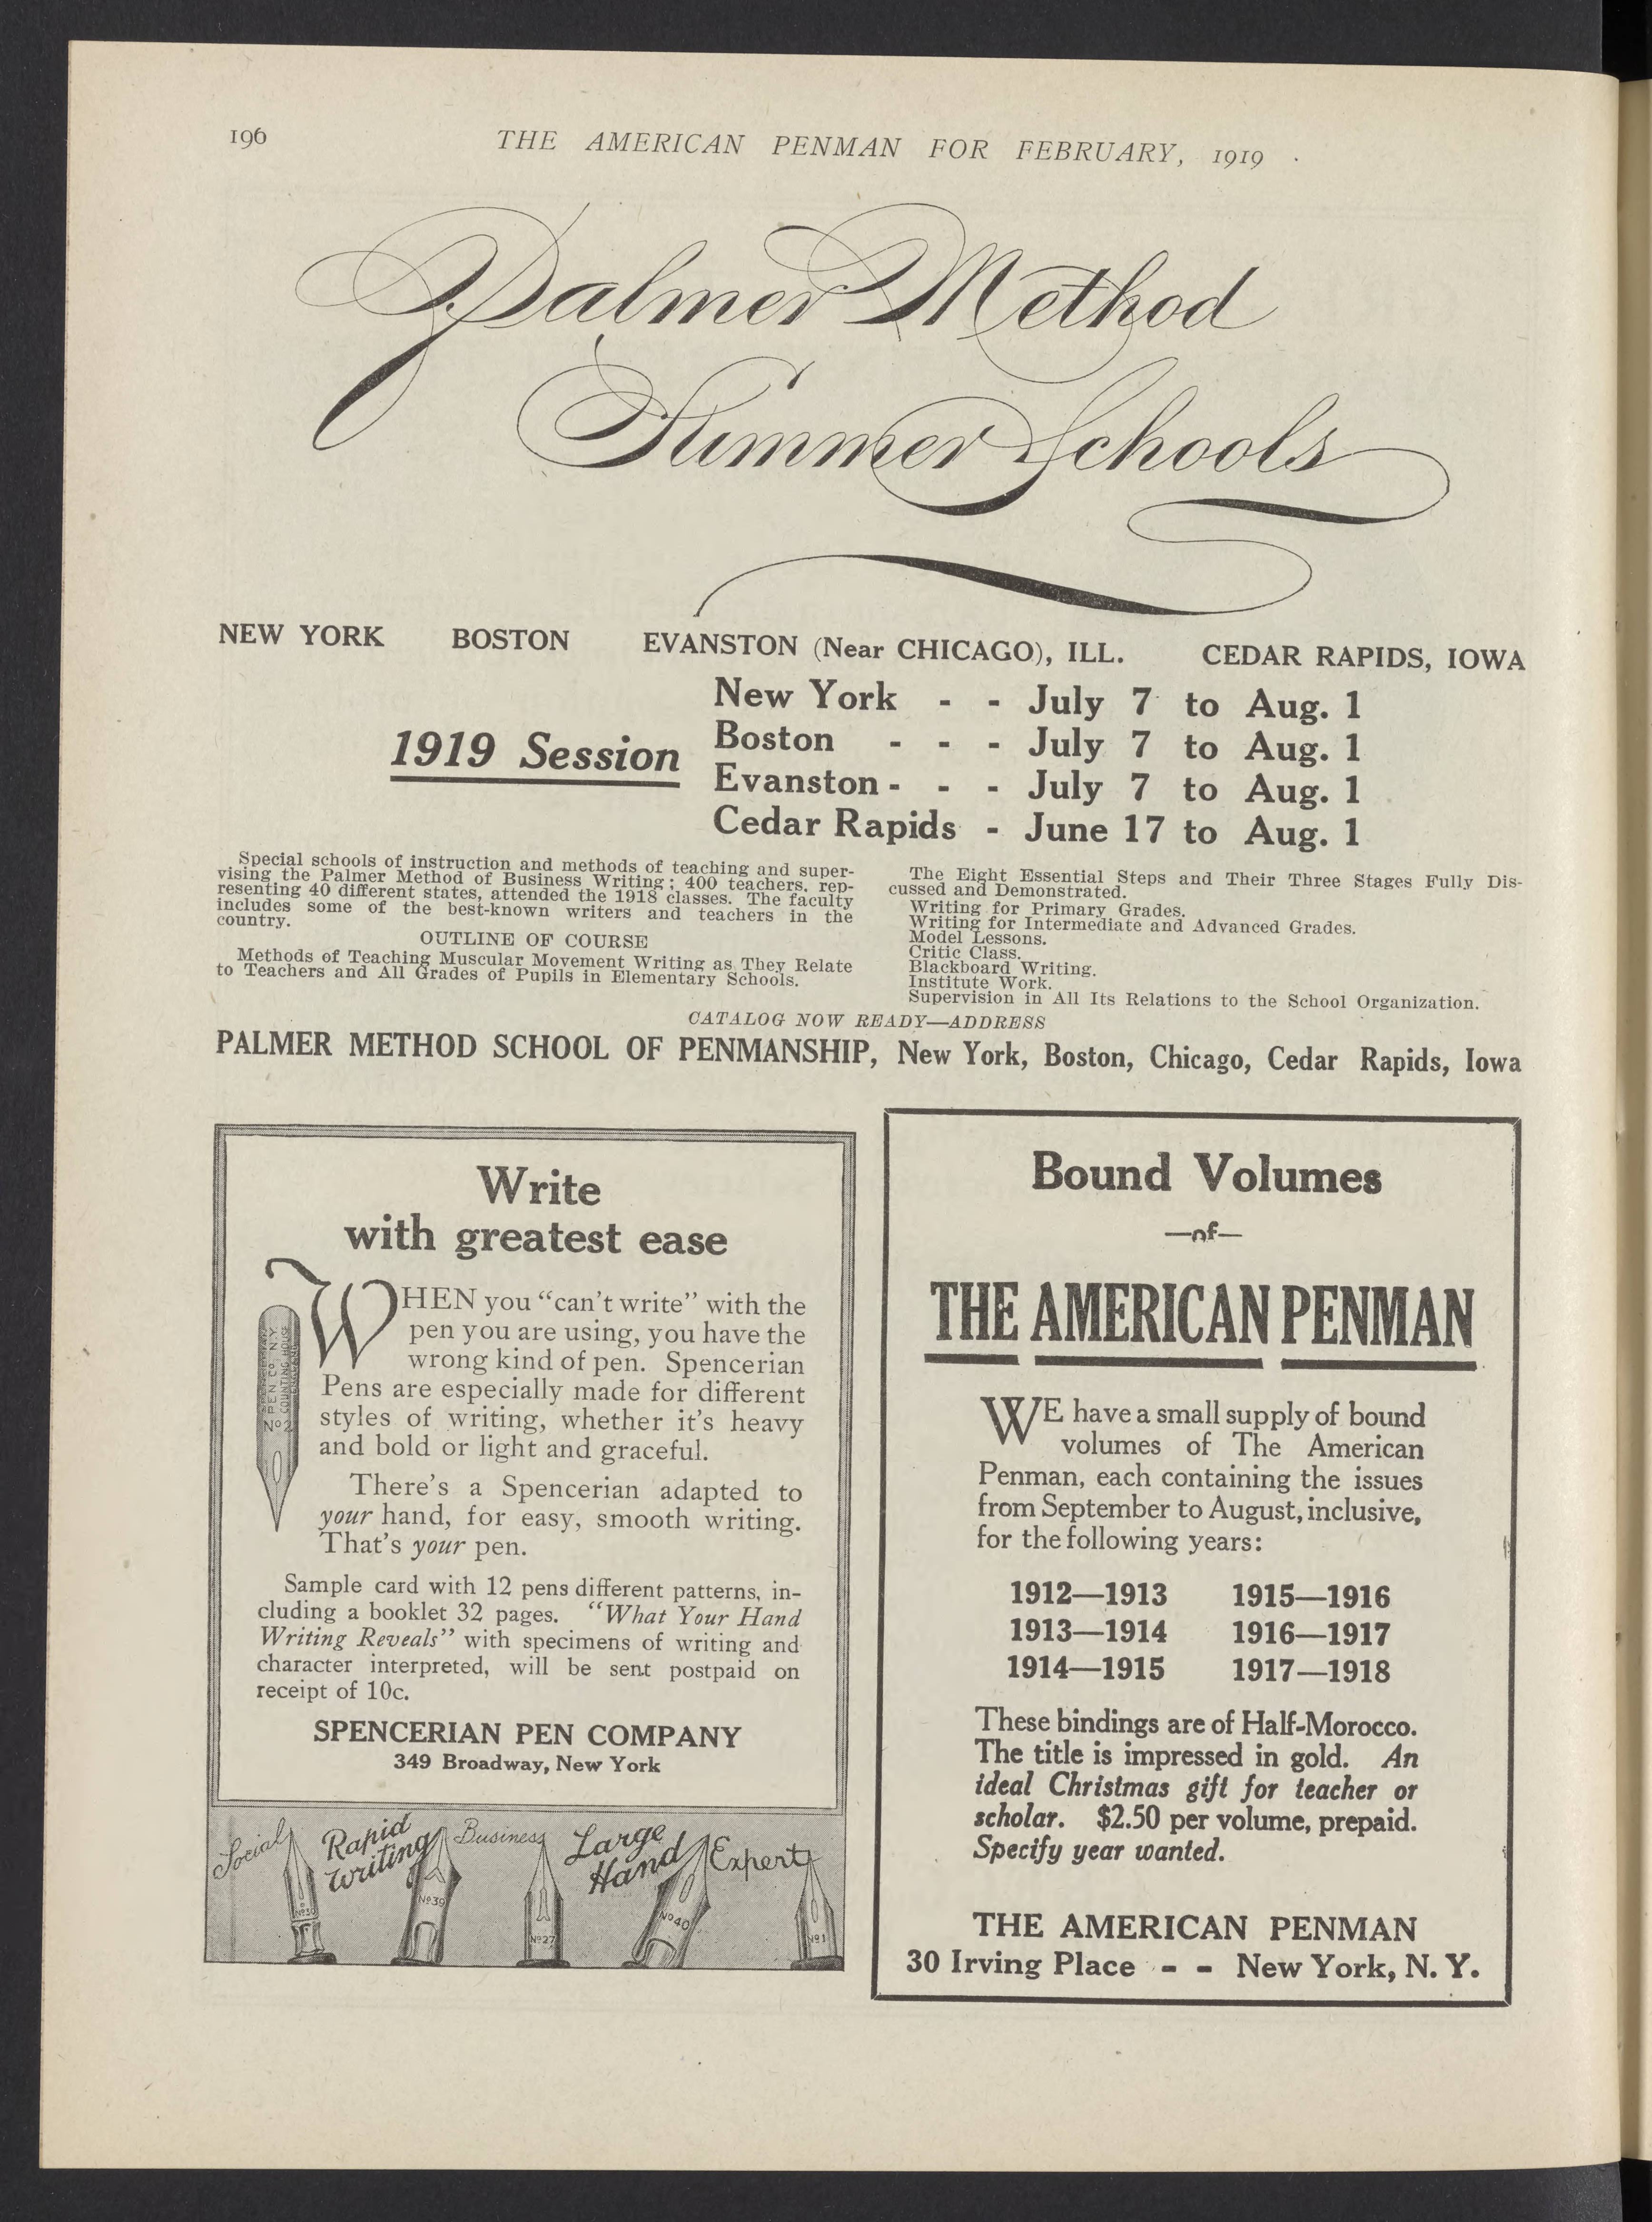 196
THE AMERICAN PENMAN FOR FEBRUARY, 1919
Palmer Method
Summer Schools
NEW YORK BOSTON EVANSTON (Near CHICAGO), ILL. CEDAR RAPIDS, IOWA
1919 Session
New York - - July 7 to Aug. 1
Boston - - - July 7 to Aug. 1
Evanston - - - July 7 to Aug. 1
Cedar Rapids - June 17 to Aug. 1
Special schools of instruction and methods of teaching and super-
vising the Palmer Method of Business Writing; 400 teachers, rep-
resenting 40 different states, attended the 1918 classes. The faculty
includes some of the best-known writers and teachers in the
country.
OUTLINE OF COURSE
Methods of Teaching Muscular Movement Writing as They Relate
to Teachers and All Grades of Pupils in Elementary Schools.
The Eight Essential Steps and Their Three Stages Fully Dis-
cussed and Demonstrated.
Writing for Primary Grades.
Writing for Intermediate and Advanced Grades.
Model Lessons.
Critic Class.
Blackboard Writing.
Institute Work.
Supervision in All Its Relations to the School Organization.
CATALOG NOW READY—ADDRESS
PALMER METHOD SCHOOL OF PENMANSHIP, New York, Boston, Chicago, Cedar Rapids, Iowa
Write
with greatest ease
WHEN you "can't write" with the
pen you are using, you have the
wrong kind of pen. Spencerian
Pens are especially made for different
styles of writing, whether it's heavy
and bold or light and graceful.
There's a Spencerian adapted to
your hand, for easy, smooth writing.
That's your pen.
PEN CO. N.Y.
COUNTING HOUSE
No 2
Sample card with 12 pens different patterns, in-
cluding a booklet 32 pages. "What Your Hand
Writing Reveals" with specimens of writing and
character interpreted, will be sent postpaid on
receipt of 10c.
SPENCERIAN PEN COMPANY
349 Broadway, New York
Social
Rapid
Writing
Business
Large
Hand
Expert
No 30
No 39
No 27
No 40
No 1
Bound Volumes
—of—
THE AMERICAN PENMAN
WE have a small supply of bound
volumes of The American
Penman, each containing the issues
from September to August, inclusive,
for the following years:
1912—1913 1915—1916
1913—1914 1916—1917
1914—1915 1917—1918
These bindings are of Half-Morocco.
The title is impressed in gold. An
ideal Christmas gift for teacher or
scholar. $2.50 per volume, prepaid.
Specify year wanted.
THE AMERICAN PENMAN
30 Irving Place - - New York, N. Y.